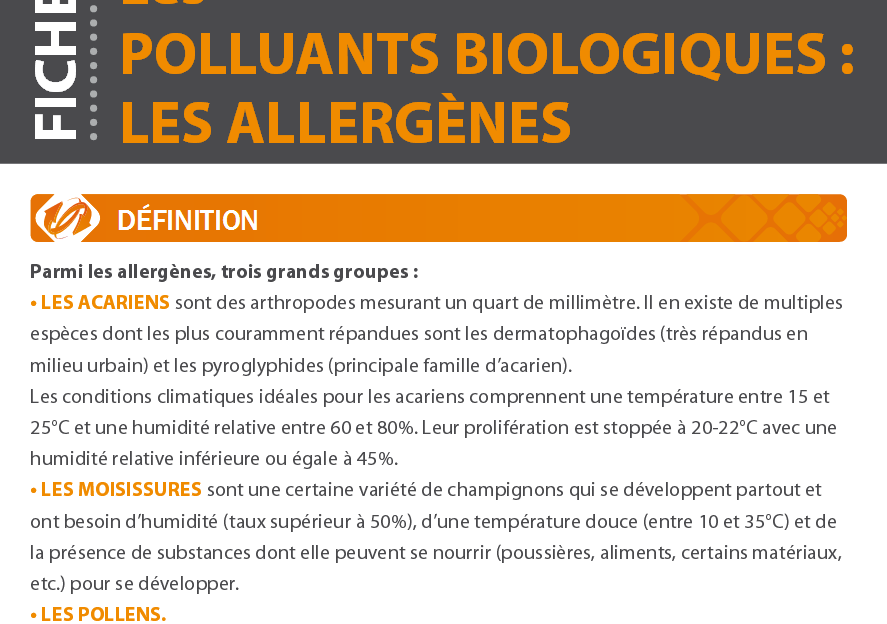 FICHE
LES
POLLUANTS BIOLOGIQUES :
LES ALLERGÈNES
DÉFINITION
Parmi les allergènes, trois grands groupes :
• LES ACARIENS sont des arthropodes mesurant un quart de millimètre. Il en existe de multiples
espèces dont les plus couramment répandues sont les dermatophagoïdes (très répandus en
milieu urbain) et les pyroglyphides (principale famille d’acarien).
Les conditions climatiques idéales pour les acariens comprennent une température entre 15 et
25°C et une humidité relative entre 60 et 80%. Leur prolifération est stoppée à 20-22°C avec une
humidité relative inférieure ou égale à 45%.
• LES MOISISSURES sont une certaine variété de champignons qui se développent partout et
ont besoin d’humidité (taux supérieur à 50%), d’une température douce (entre 10 et 35°C) et de
la présence de substances dont elle peuvent se nourrir (poussières, aliments, certains matériaux,
etc.) pour se développer.
• LES POLLENS.